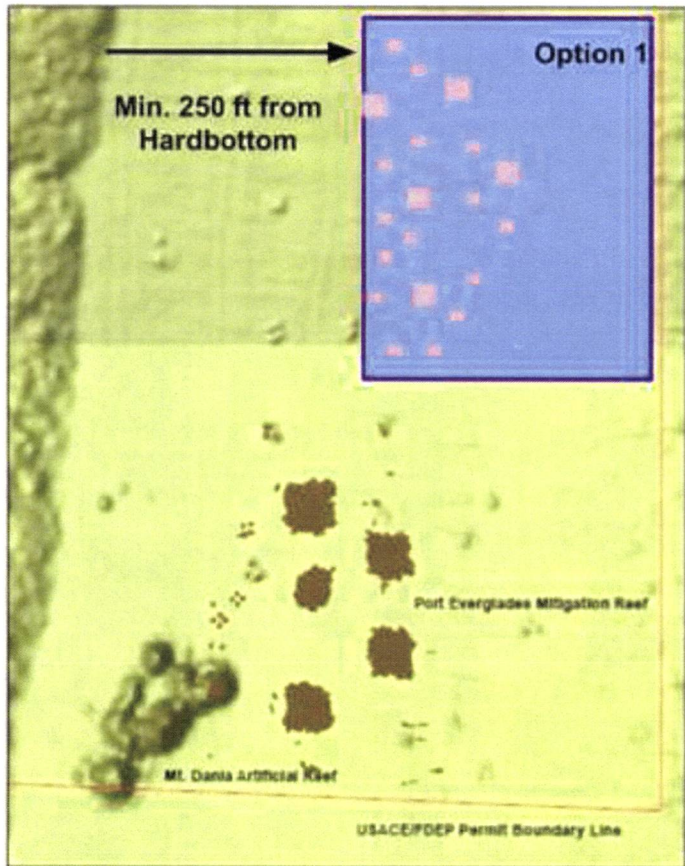 Option 1
Min. 250 ft from
Hardbottom
Port Everglades Mitigation Reef
Mt. Dania Artificial Reef
USACE/FDEP Permit Boundary Line